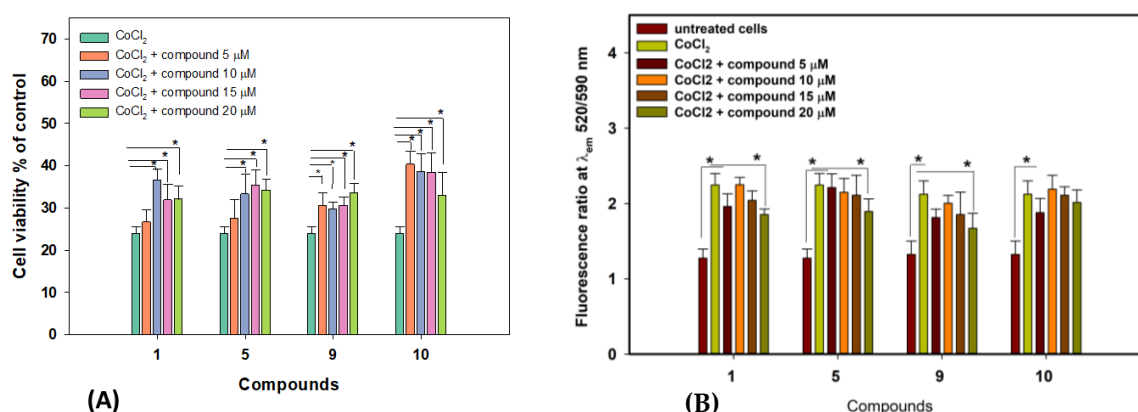 CoCl₂
CoCl₂ + compound 5 µM
CoCl₂ + compound 10 µM
CoCl₂ + compound 15 µM
CoCl₂ + compound 20 µM
Cell viability % of control
70
60
50
40
30
20
10
0
* * * * * * * * * * * * * *
1 5 9 10
Compounds
(A)
untreated cells
CoCl₂
CoCl2 + compound 5 µM
CoCl2 + compound 10 µM
CoCl2 + compound 15 µM
CoCl2 + compound 20 µM
Fluorescence ratio at λem 520/590 nm
4
3
2
1
0
* * * * * * *
1 5 9 10
Compounds
(B)